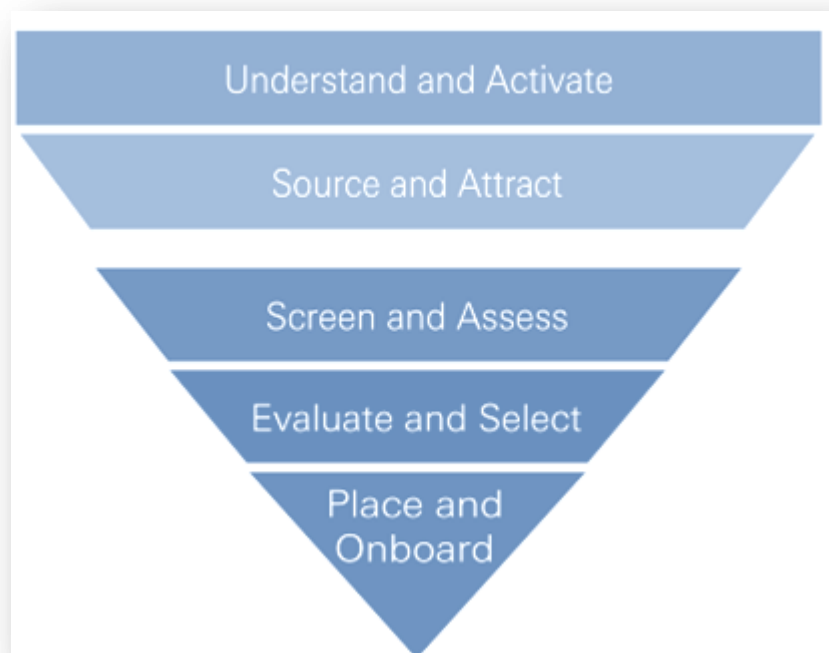 Understand and Activate
Source and Attract
Screen and Assess
Evaluate and Select
Place and
Onboard